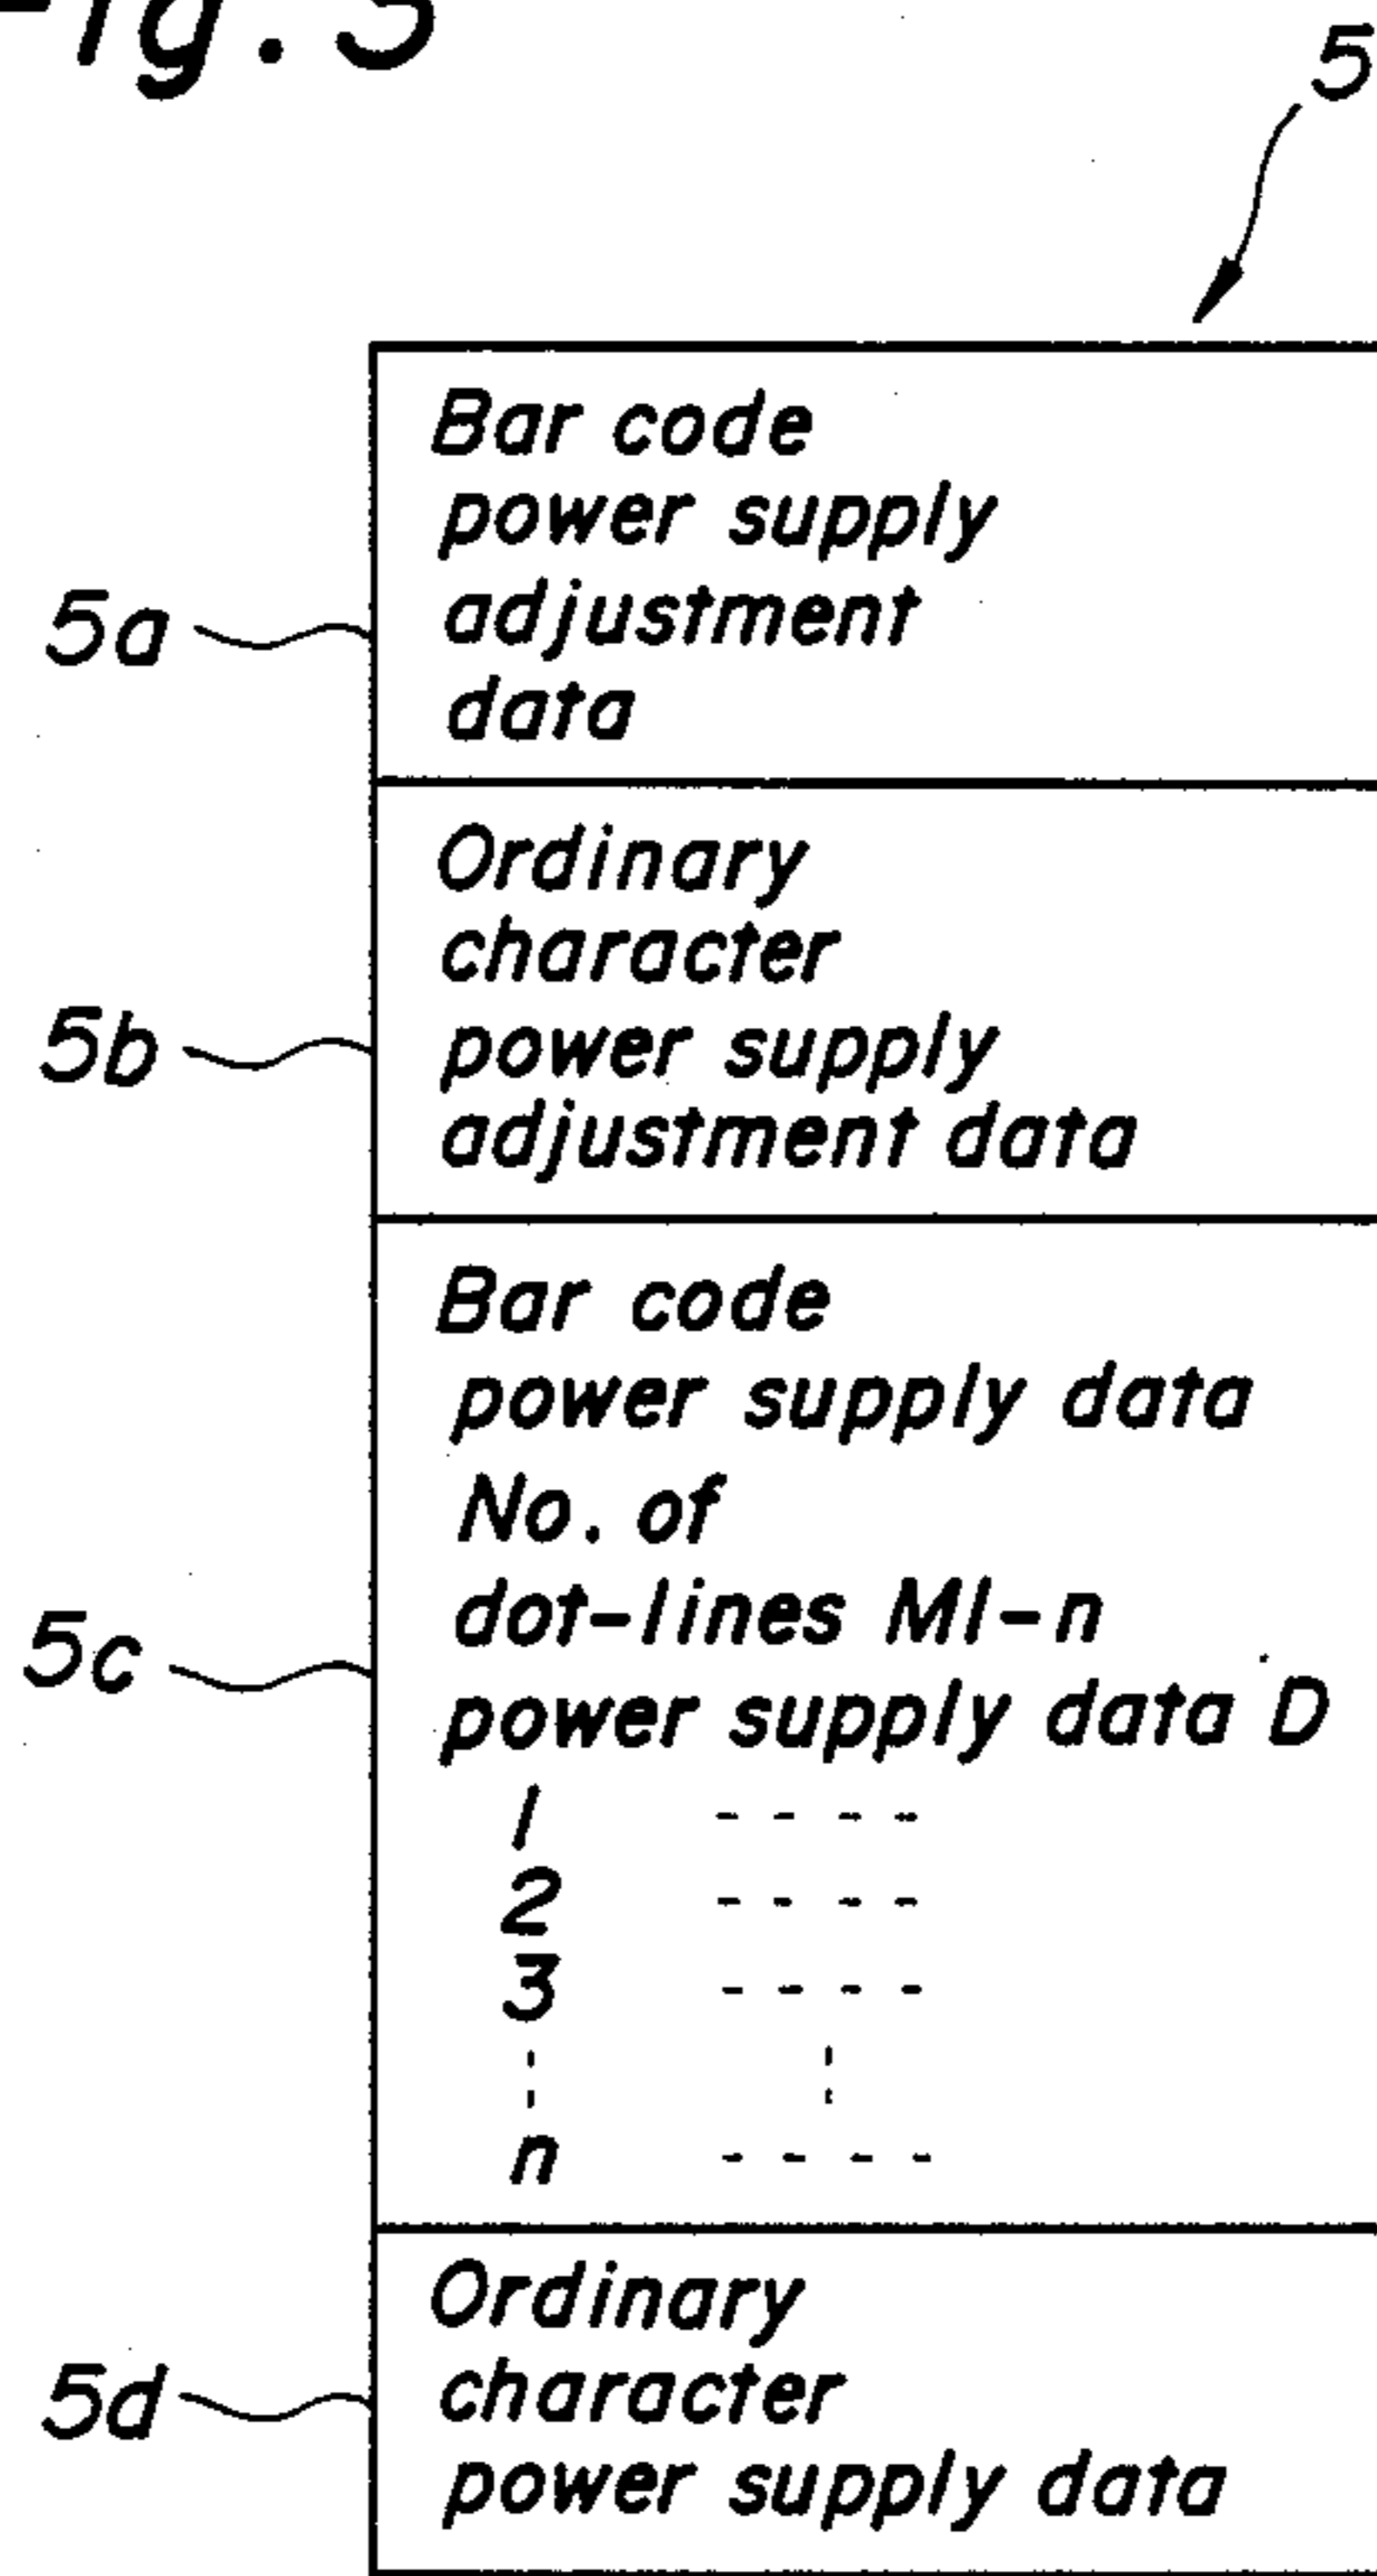 Fig. 3
5
Bar code
power supply
adjustment
data
5a
Ordinary
character
power supply
adjustment data
5b
Bar code
power supply data
No. of
dot-lines M1-n
power supply data D
1 ----
2 ----
3 ----
n ----
5c
Ordinary
character
power supply data
5d